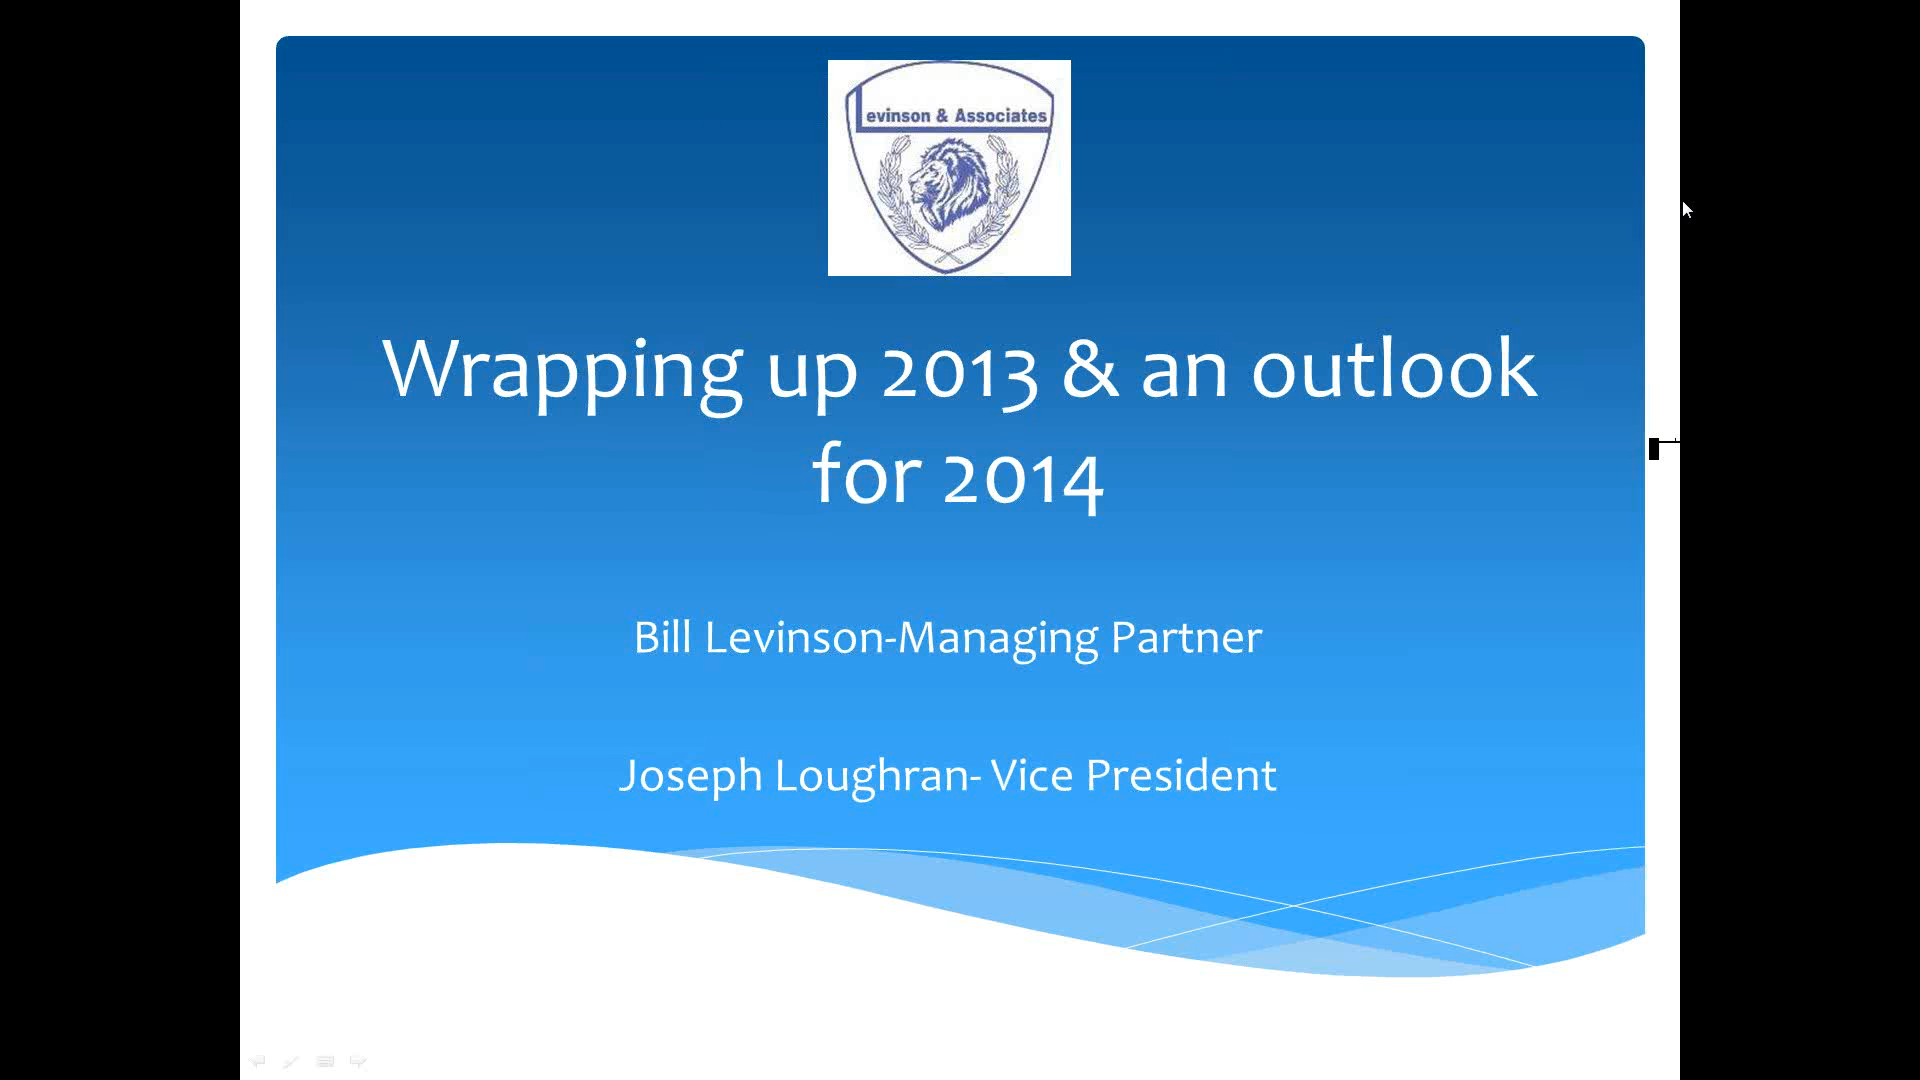 Levinson & Associates
Wrapping up 2013 & an outlook
for 2014
Bill Levinson-Managing Partner
Joseph Loughran- Vice President